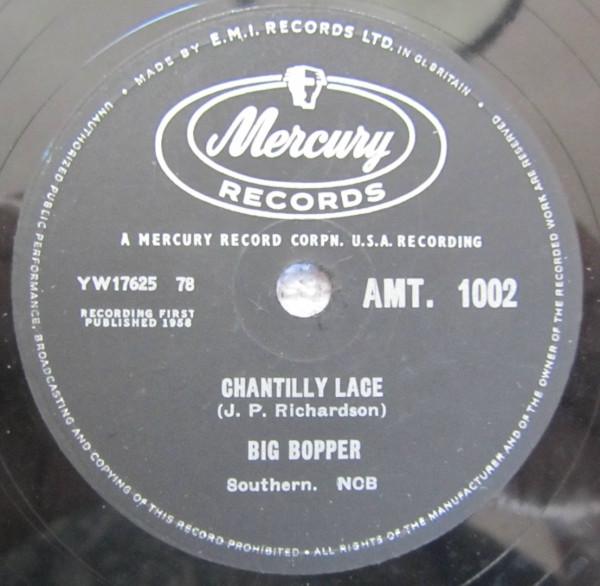 MADE BY E.M.I. RECORDS LTD. IN GT. BRITAIN •
Mercury
RECORDS
A MERCURY RECORD CORPN. U.S.A. RECORDING
YW17625 78
AMT. 1002
RECORDING FIRST
PUBLISHED 1958
CHANTILLY LACE
(J. P. Richardson)
BIG BOPPER
Southern. NCB
• ALL RIGHTS OF THE MANUFACTURER AND OF THE OWNER OF THE RECORDED WORK ARE RESERVED
UNAUTHORIZED PUBLIC PERFORMANCE, BROADCASTING AND COPYING OF THIS RECORD PROHIBITED